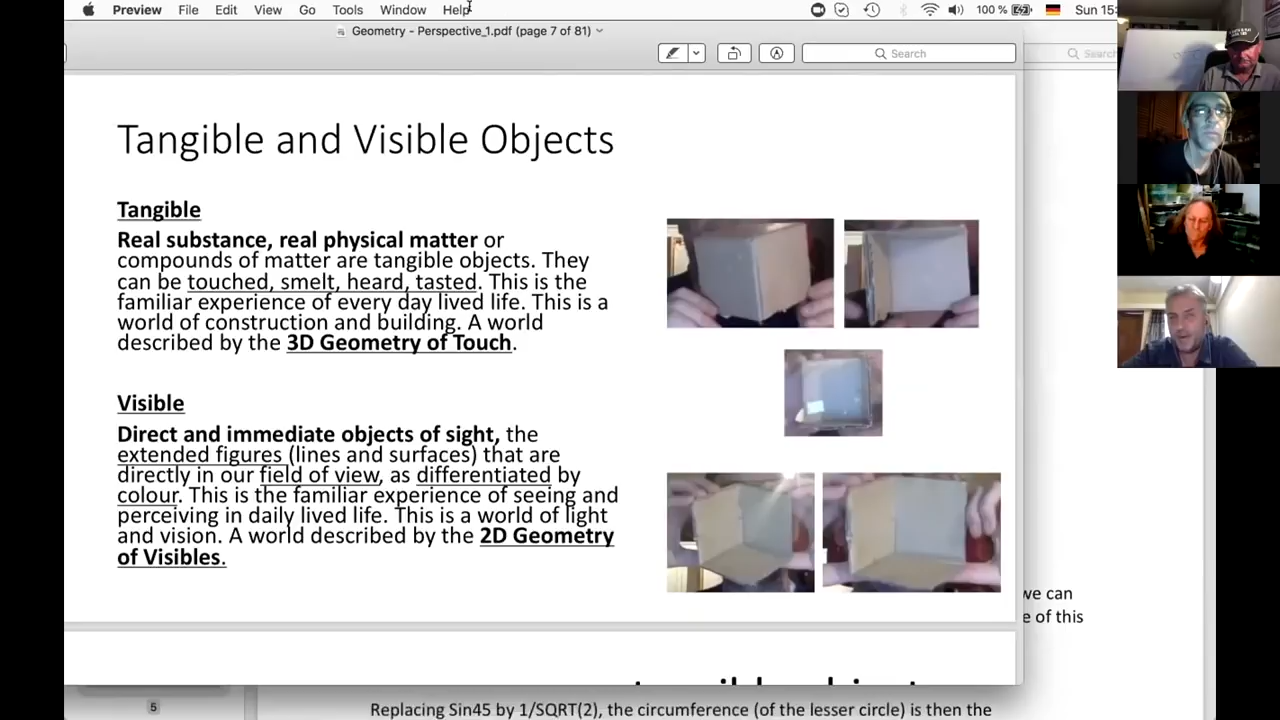 Preview File Edit View Go Tools Window Help 100 % Sun 15:
Geometry - Perspective_1.pdf (page 7 of 81)
Search
Search
Tangible and Visible Objects
Tangible
Real substance, real physical matter or
compounds of matter are tangible objects. They
can be touched, smelt, heard, tasted. This is the
familiar experience of every day lived life. This is a
world of construction and building. A world
described by the 3D Geometry of Touch.
Visible
Direct and immediate objects of sight, the
extended figures (lines and surfaces) that are
directly in our field of view, as differentiated by
colour. This is the familiar experience of seeing and
perceiving in daily lived life. This is a world of light
and vision. A world described by the 2D Geometry
of Visibles.
we can
e of this
5
Replacing Sin45 by 1/SQRT(2), the circumference (of the lesser circle) is then the